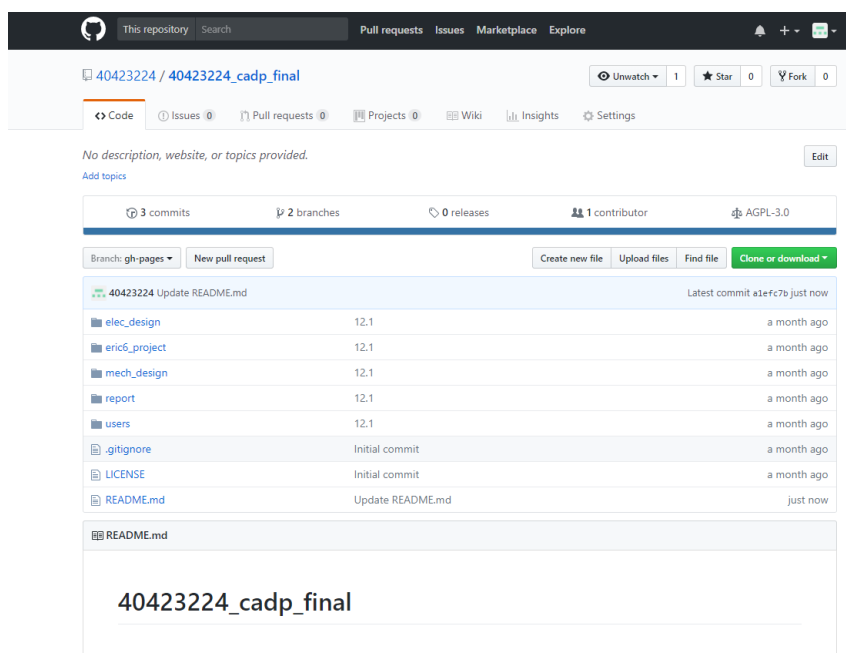 This repository Search Pull requests Issues Marketplace Explore
40423224 / 40423224_cadp_final Unwatch 1 Star 0 Fork 0
Code Issues 0 Pull requests 0 Projects 0 Wiki Insights Settings
No description, website, or topics provided. Edit
Add topics
3 commits 2 branches 0 releases 1 contributor AGPL-3.0
Branch: gh-pages New pull request Create new file Upload files Find file Clone or download
40423224 Update README.md Latest commit a1efc7b just now
elec_design 12.1 a month ago
eric6_project 12.1 a month ago
mech_design 12.1 a month ago
report 12.1 a month ago
users 12.1 a month ago
.gitignore Initial commit a month ago
LICENSE Initial commit a month ago
README.md Update README.md just now
README.md
40423224_cadp_final